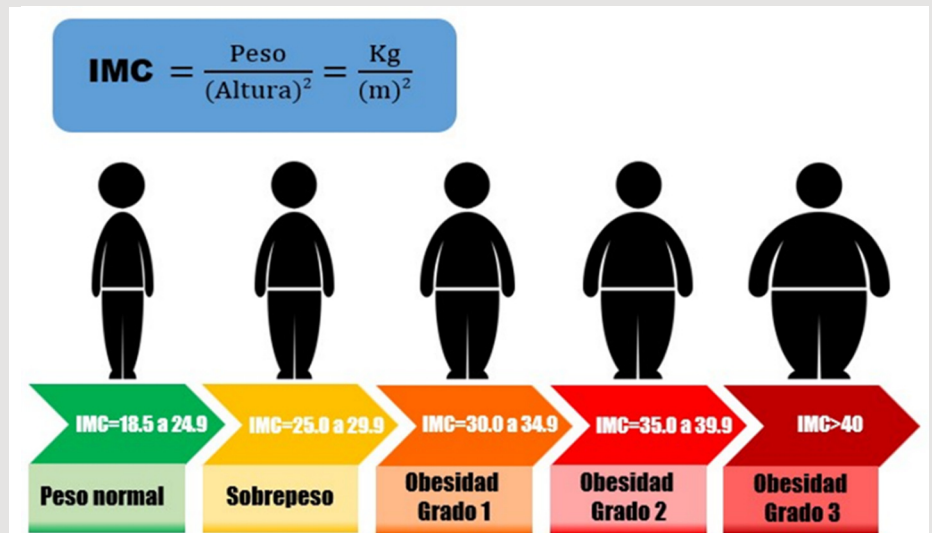 IMC = Peso / (Altura)² = Kg / (m)²
IMC=18.5 a 24.9
IMC=25.0 a 29.9
IMC=30.0 a 34.9
IMC=35.0 a 39.9
IMC>40
Peso normal
Sobrepeso
Obesidad
Grado 1
Obesidad
Grado 2
Obesidad
Grado 3